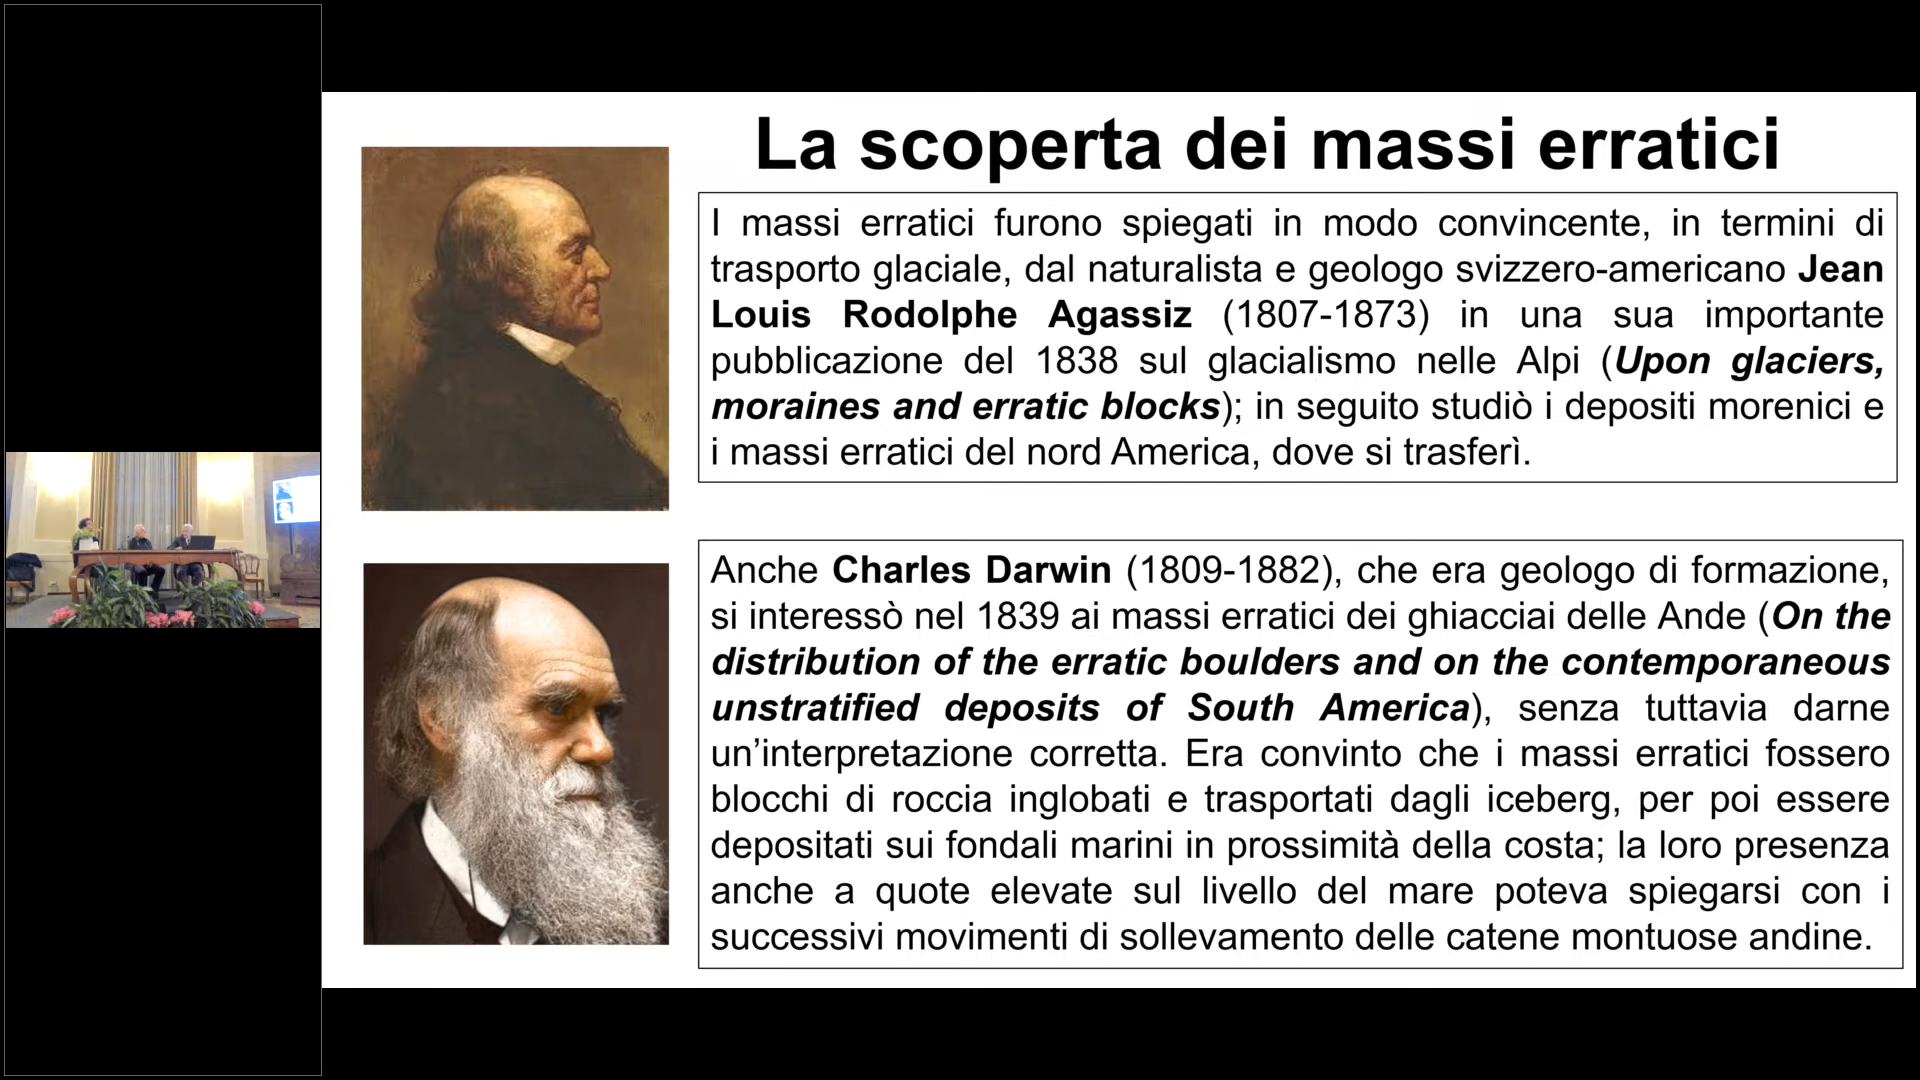 La scoperta dei massi erratici
I massi erratici furono spiegati in modo convincente, in termini di
trasporto glaciale, dal naturalista e geologo svizzero-americano Jean
Louis Rodolphe Agassiz (1807-1873) in una sua importante
pubblicazione del 1838 sul glacialismo nelle Alpi (Upon glaciers,
moraines and erratic blocks); in seguito studiò i depositi morenici e
i massi erratici del nord America, dove si trasferì.
Anche Charles Darwin (1809-1882), che era geologo di formazione,
si interessò nel 1839 ai massi erratici dei ghiacciai delle Ande (On the
distribution of the erratic boulders and on the contemporaneous
unstratified deposits of South America), senza tuttavia darne
un’interpretazione corretta. Era convinto che i massi erratici fossero
blocchi di roccia inglobati e trasportati dagli iceberg, per poi essere
depositati sui fondali marini in prossimità della costa; la loro presenza
anche a quote elevate sul livello del mare poteva spiegarsi con i
successivi movimenti di sollevamento delle catene montuose andine.